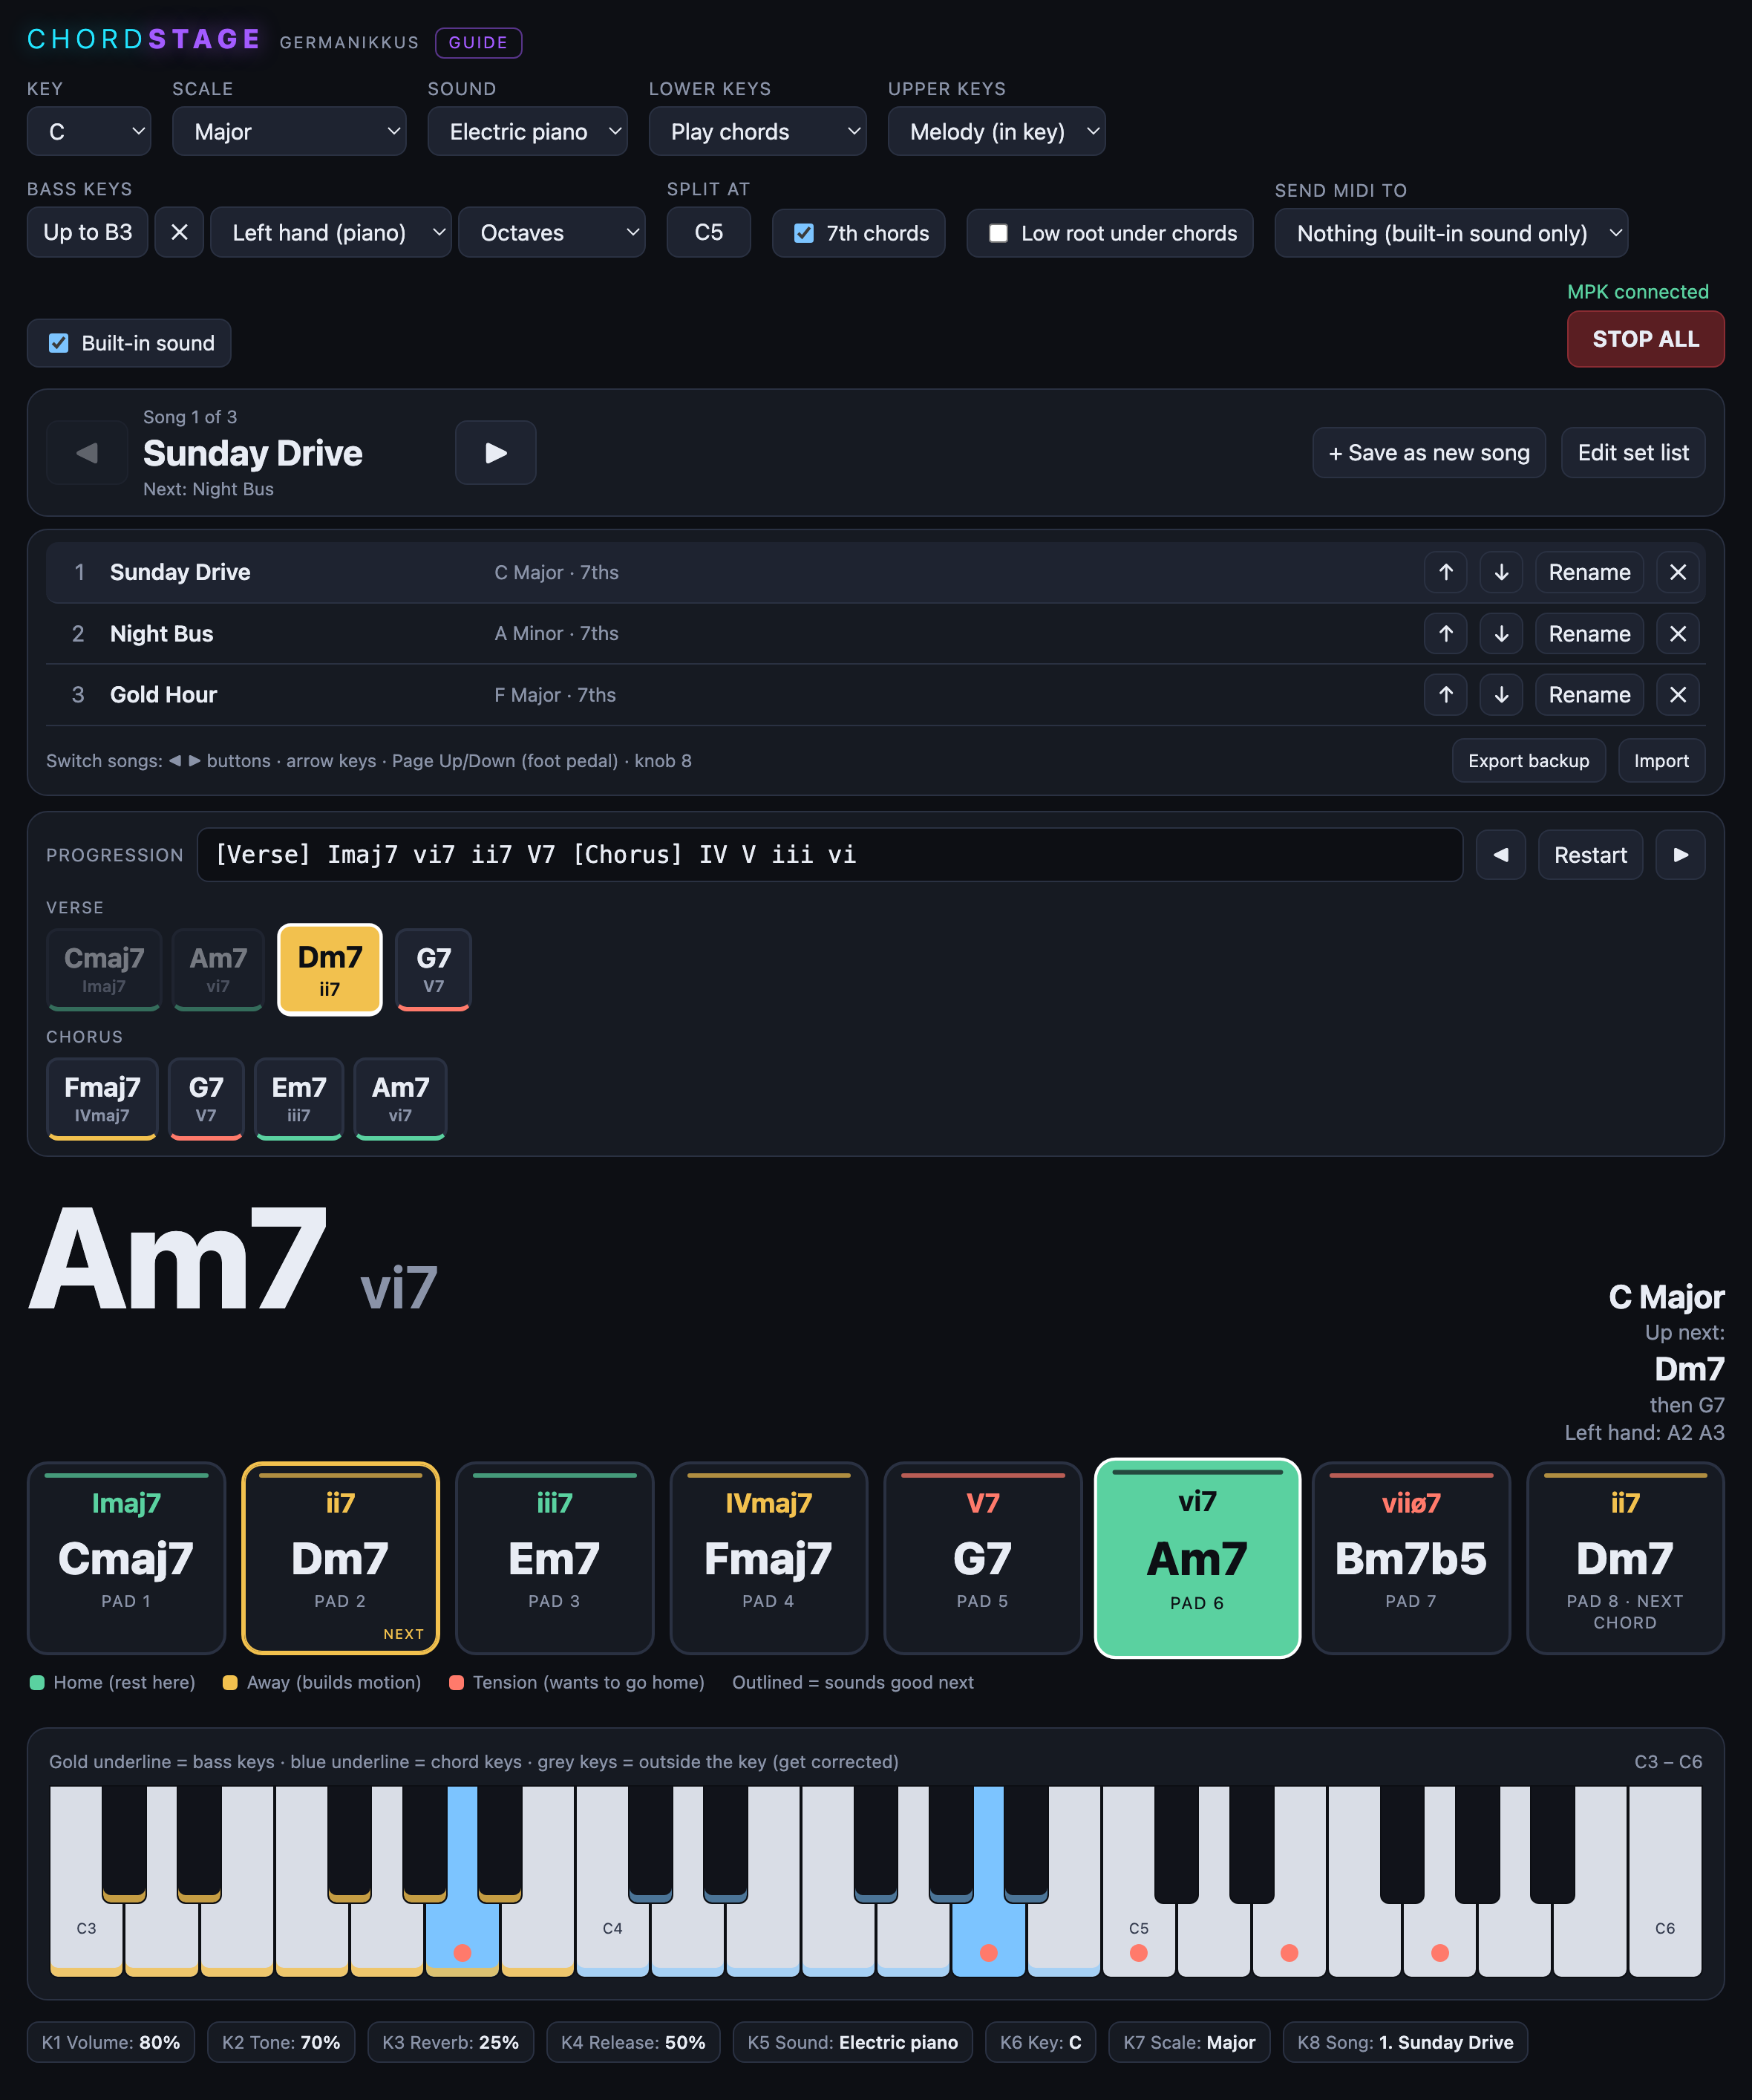 CHORDSTAGE GERMANIKKUS GUIDE
KEY SCALE SOUND LOWER KEYS UPPER KEYS
C Major Electric piano Play chords Melody (in key)
BASS KEYS SPLIT AT SEND MIDI TO
Up to B3 ✕ Left hand (piano) Octaves C5 7th chords Low root under chords Nothing (built-in sound only)
MPK connected
Built-in sound STOP ALL
Song 1 of 3
◀ Sunday Drive ▶ + Save as new song Edit set list
Next: Night Bus
1 Sunday Drive C Major · 7ths ↑ ↓ Rename ✕
2 Night Bus A Minor · 7ths ↑ ↓ Rename ✕
3 Gold Hour F Major · 7ths ↑ ↓ Rename ✕
Switch songs: ◀ ▶ buttons · arrow keys · Page Up/Down (foot pedal) · knob 8 Export backup Import
PROGRESSION [Verse] Imaj7 vi7 ii7 V7 [Chorus] IV V iii vi ◀ Restart ▶
VERSE
Cmaj7 Am7 Dm7 G7
Imaj7 vi7 ii7 V7
CHORUS
Fmaj7 G7 Em7 Am7
IVmaj7 V7 iii7 vi7
Am7 vi7
C Major
Up next:
Dm7
then G7
Left hand: A2 A3
Imaj7 ii7 iii7 IVmaj7 V7 vi7 viiø7 ii7
Cmaj7 Dm7 Em7 Fmaj7 G7 Am7 Bm7b5 Dm7
PAD 1 PAD 2 PAD 3 PAD 4 PAD 5 PAD 6 PAD 7 PAD 8 · NEXT
CHORD
NEXT
Home (rest here) Away (builds motion) Tension (wants to go home) Outlined = sounds good next
Gold underline = bass keys · blue underline = chord keys · grey keys = outside the key (get corrected) C3 – C6
C3 C4 C5 C6
K1 Volume: 80% K2 Tone: 70% K3 Reverb: 25% K4 Release: 50% K5 Sound: Electric piano K6 Key: C K7 Scale: Major K8 Song: 1. Sunday Drive